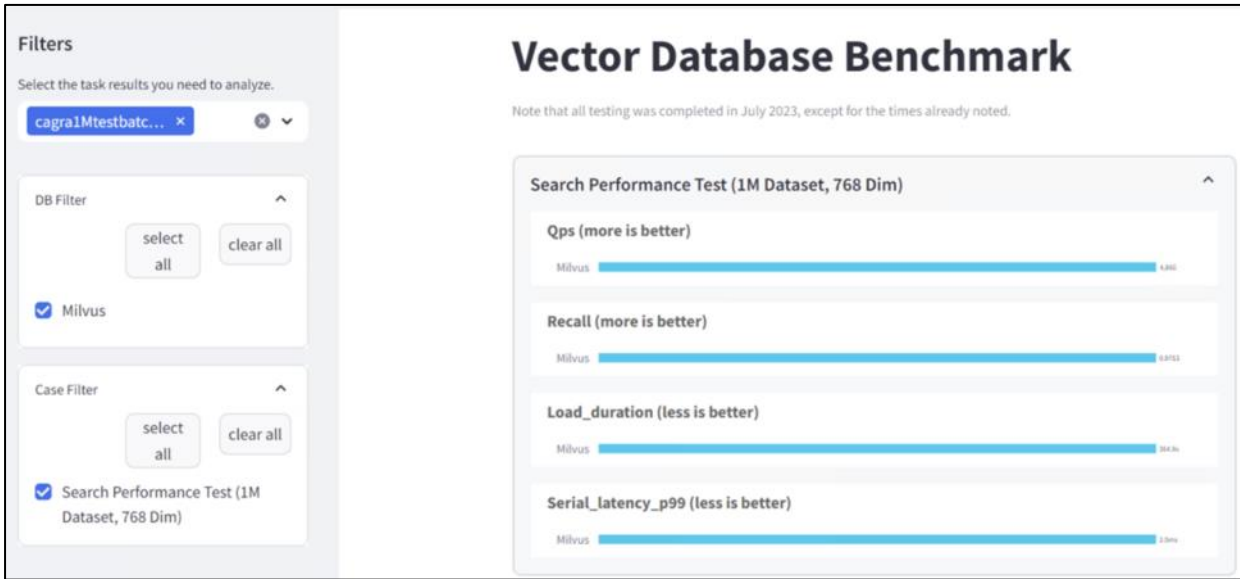 Filters
Select the task results you need to analyze.
cagra1Mtestbatc... ×
DB Filter
select
all
clear all
Milvus
Case Filter
select
all
clear all
Search Performance Test (1M
Dataset, 768 Dim)
Vector Database Benchmark
Note that all testing was completed in July 2023, except for the times already noted.
Search Performance Test (1M Dataset, 768 Dim)
Qps (more is better)
Milvus
Recall (more is better)
Milvus
Load_duration (less is better)
Milvus
Serial_latency_p99 (less is better)
Milvus